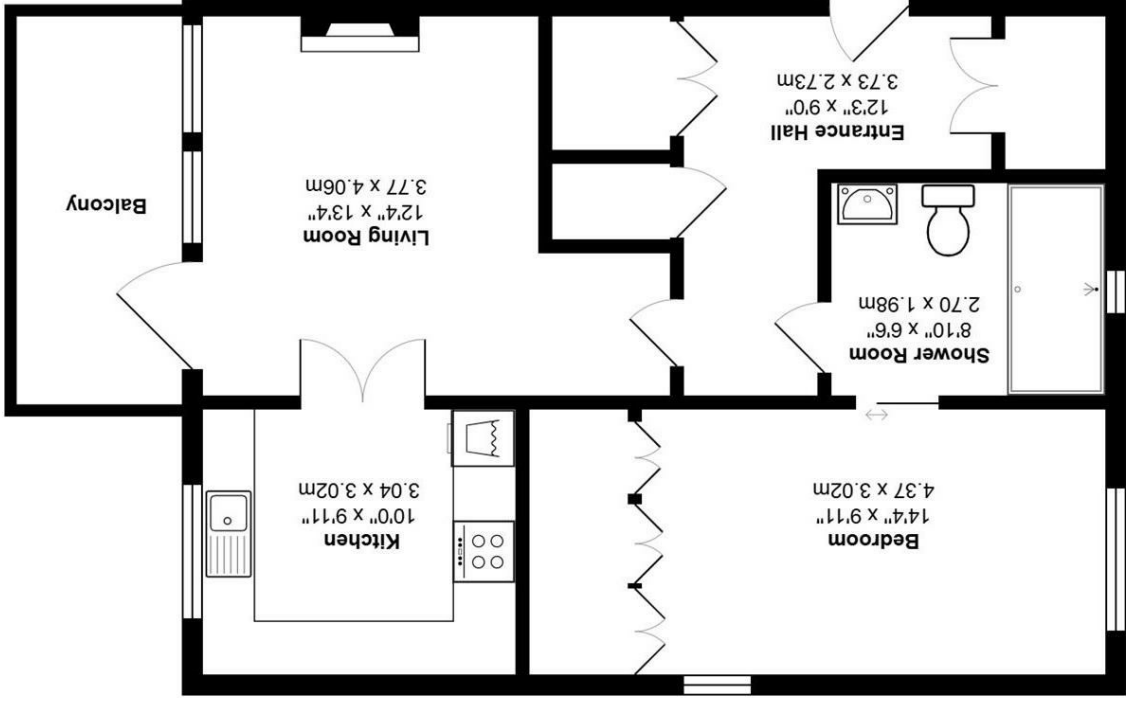 Bedroom
14'4" x 9'11"
4.37 x 3.02m
Kitchen
10'0" x 9'11"
3.04 x 3.02m
Shower Room
8'10" x 6'6"
2.70 x 1.98m
Living Room
12'4" x 13'4"
3.77 x 4.06m
Balcony
Entrance Hall
12'3" x 9'0"
3.73 x 2.73m